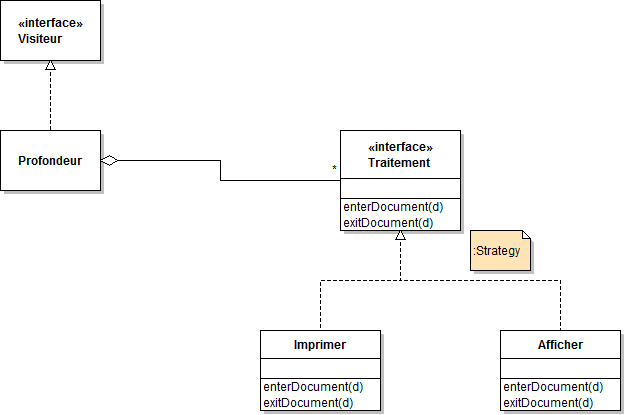 «interface»
Visiteur
Profondeur
*
«interface»
Traitement
enterDocument(d)
exitDocument(d)
:Strategy
Imprimer
enterDocument(d)
exitDocument(d)
Afficher
enterDocument(d)
exitDocument(d)